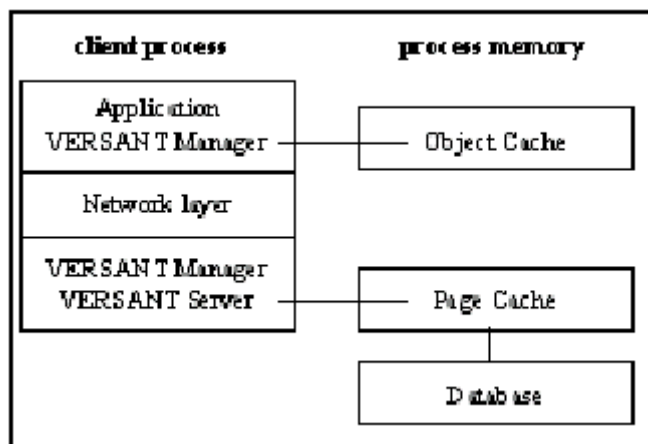 client process
process memory
Application
VERSANT Manager
Object Cache
Network layer
VERSANT Manager
VERSANT Server
Page Cache
Database